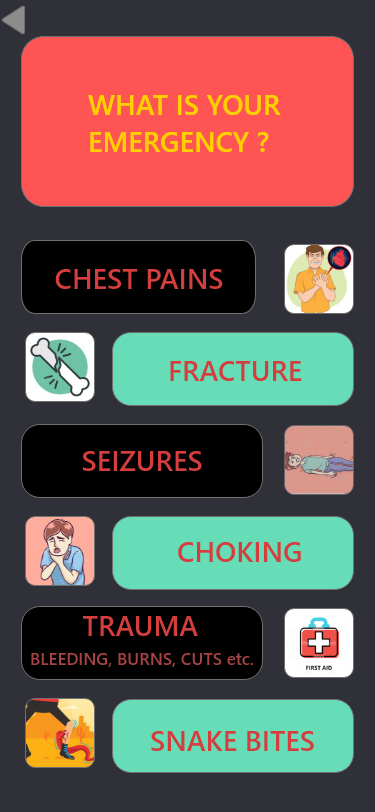 WHAT IS YOUR
EMERGENCY ?
CHEST PAINS
FRACTURE
SEIZURES
CHOKING
TRAUMA
BLEEDING, BURNS, CUTS etc.
FIRST AID
SNAKE BITES